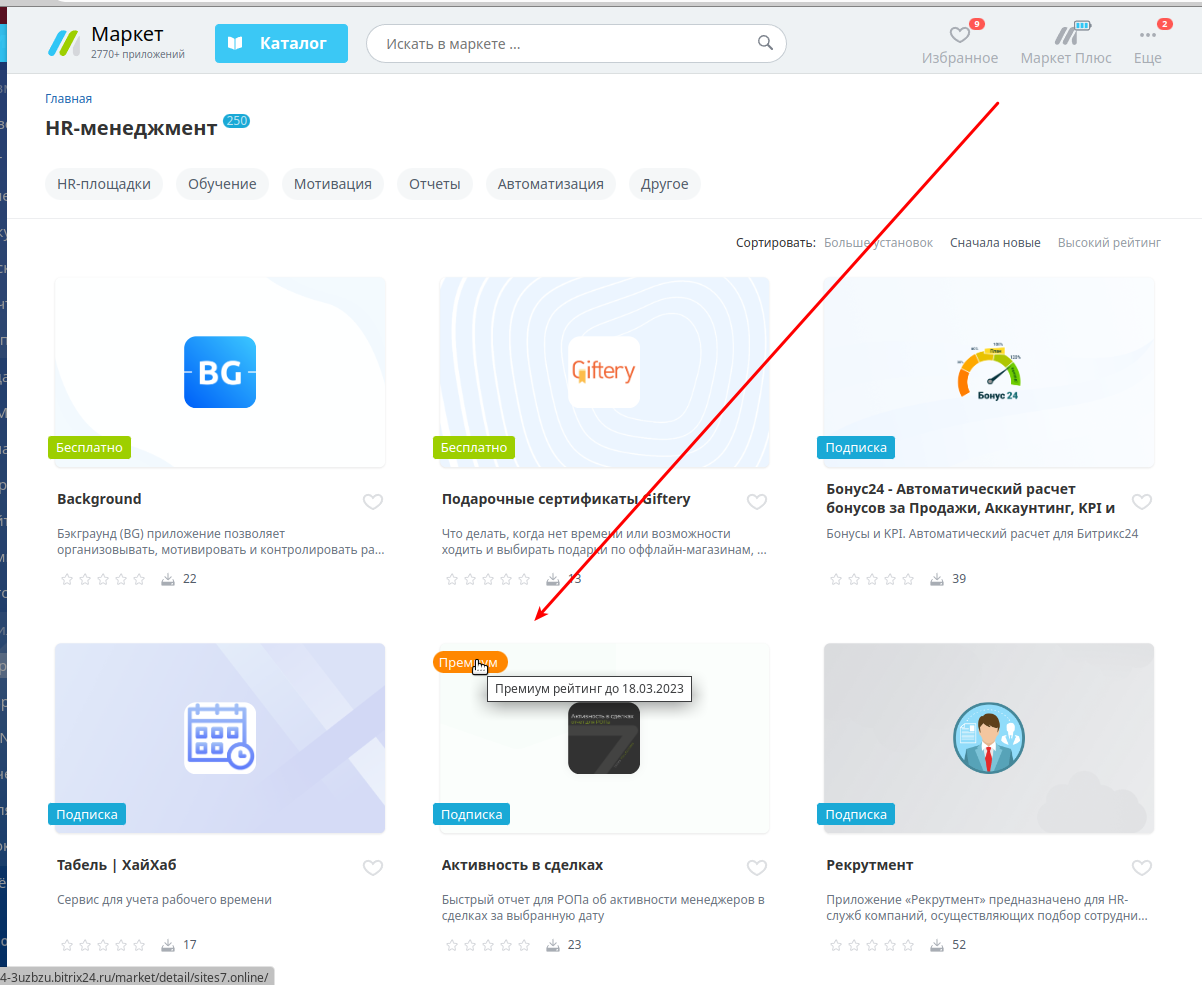 Маркет
2770+ приложений
Каталог
Искать в маркете ...
9
Избранное
Маркет Плюс
2
Еще
Главная
HR-менеджмент 250
HR-площадки
Обучение
Мотивация
Отчеты
Автоматизация
Другое
Сортировать: Больше установок Сначала новые Высокий рейтинг
BG
Бесплатно
Background
Бэкграунд (BG) приложение позволяет
организовывать, мотивировать и контролировать ра...
22
Giftery
Бесплатно
Подарочные сертификаты Giftery
Что делать, когда нет времени или возможности
ходить и выбирать подарки по оффлайн-магазинам, ...
13
План
Бонус 24
Подписка
Бонус24 - Автоматический расчет
бонусов за Продажи, Аккаунтинг, KPI и
Бонусы и KPI. Автоматический расчет для Битрикс24
39
Подписка
Табель | ХайХаб
Сервис для учета рабочего времени
17
Премиум
Премиум рейтинг до 18.03.2023
Активность в сделках
Подписка
Активность в сделках
Быстрый отчет для РОПа об активности менеджеров в
сделках за выбранную дату
23
Подписка
Рекрутмент
Приложение «Рекрутмент» предназначено для HR-
служб компаний, осуществляющих подбор сотрудни...
52
4-3uzbzu.bitrix24.ru/market/detail/sites7.online/